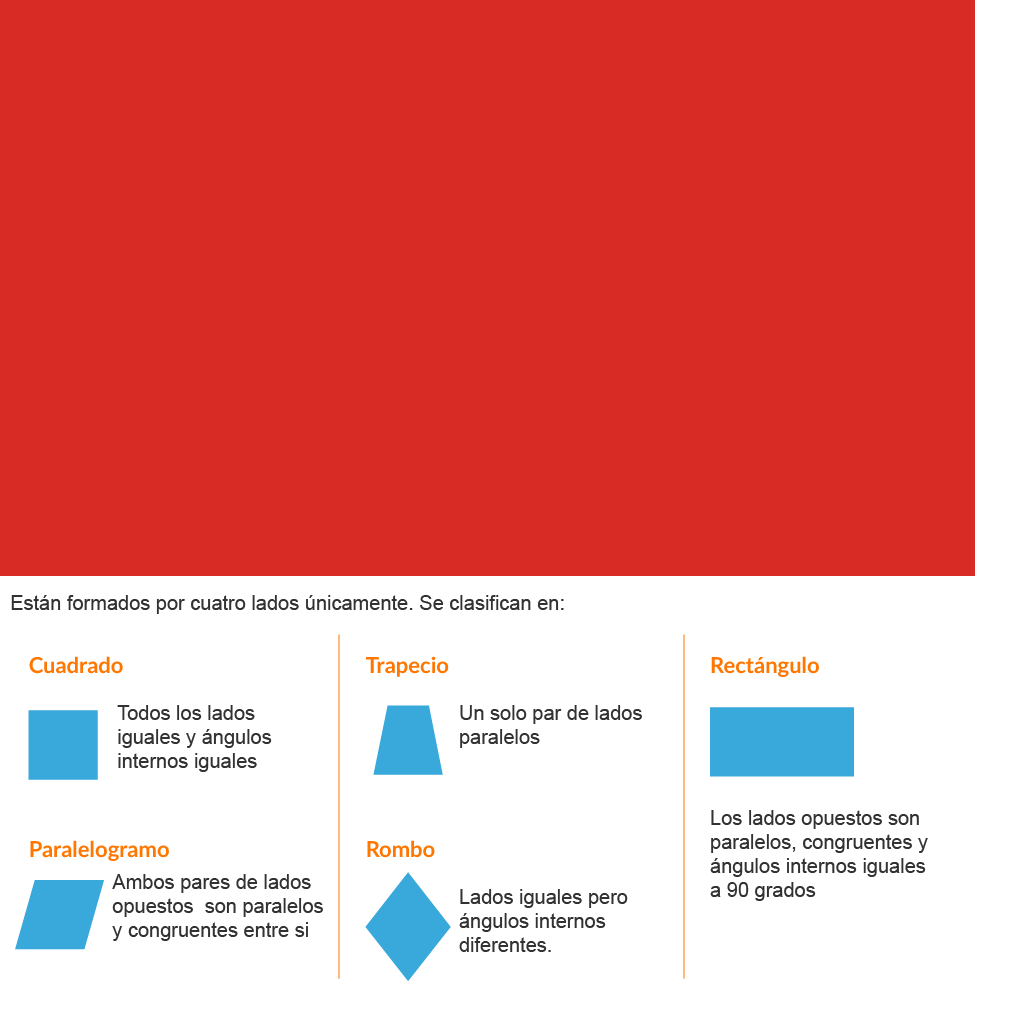 Están formados por cuatro lados únicamente. Se clasifican en:
Cuadrado
Todos los lados
iguales y ángulos
internos iguales
Trapecio
Un solo par de lados
paralelos
Rectángulo
Los lados opuestos son
paralelos, congruentes y
ángulos internos iguales
a 90 grados
Paralelogramo
Ambos pares de lados
opuestos  son paralelos
y congruentes entre si
Rombo
Lados iguales pero
ángulos internos
diferentes.